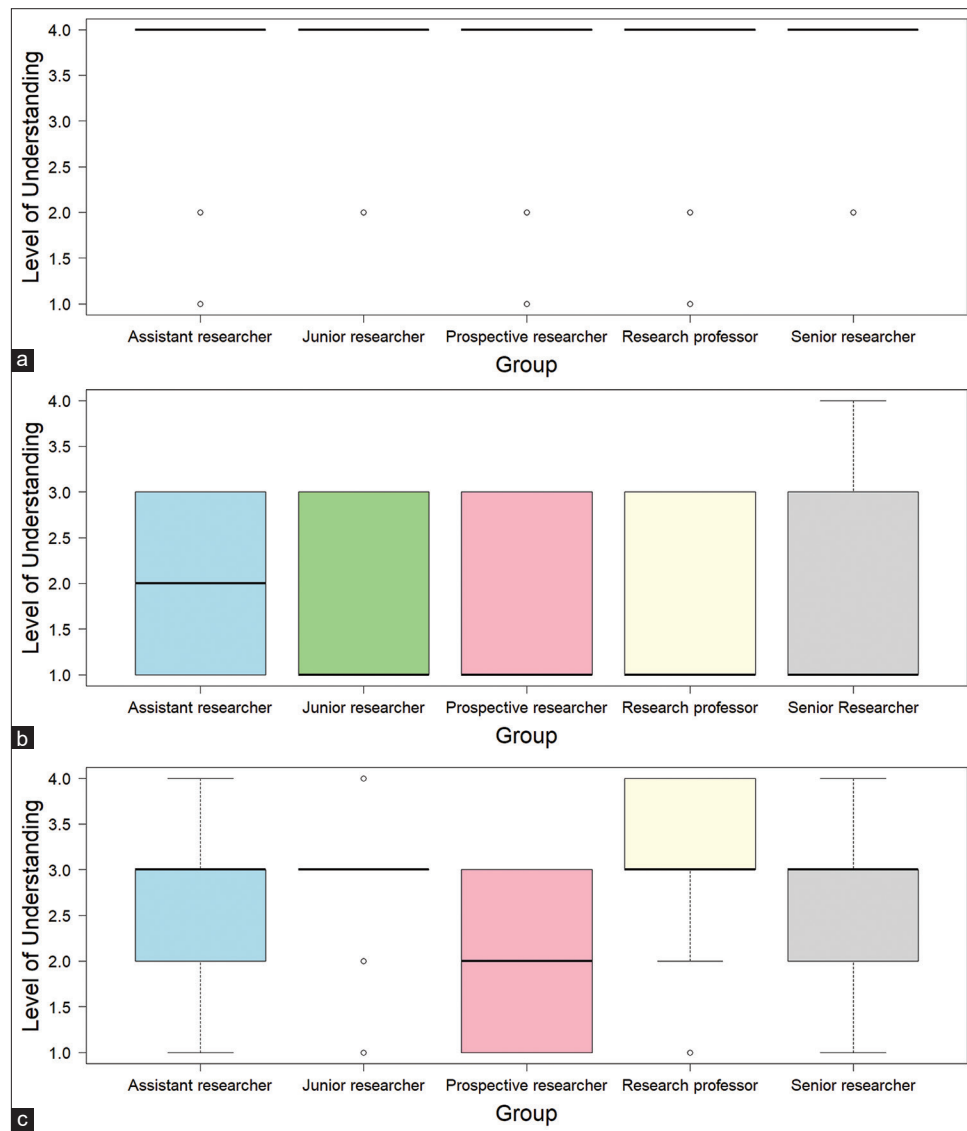 4.0
3.5
3.0
2.5
2.0
1.5
1.0
Level of Understanding
Assistant researcher Junior researcher Prospective researcher Research professor Senior researcher
Group
a
4.0
3.5
3.0
2.5
2.0
1.5
1.0
Level of Understanding
Assistant researcher Junior researcher Prospective researcher Research professor Senior Researcher
Group
b
4.0
3.5
3.0
2.5
2.0
1.5
1.0
Level of Understanding
Assistant researcher Junior researcher Prospective researcher Research professor Senior researcher
Group
c